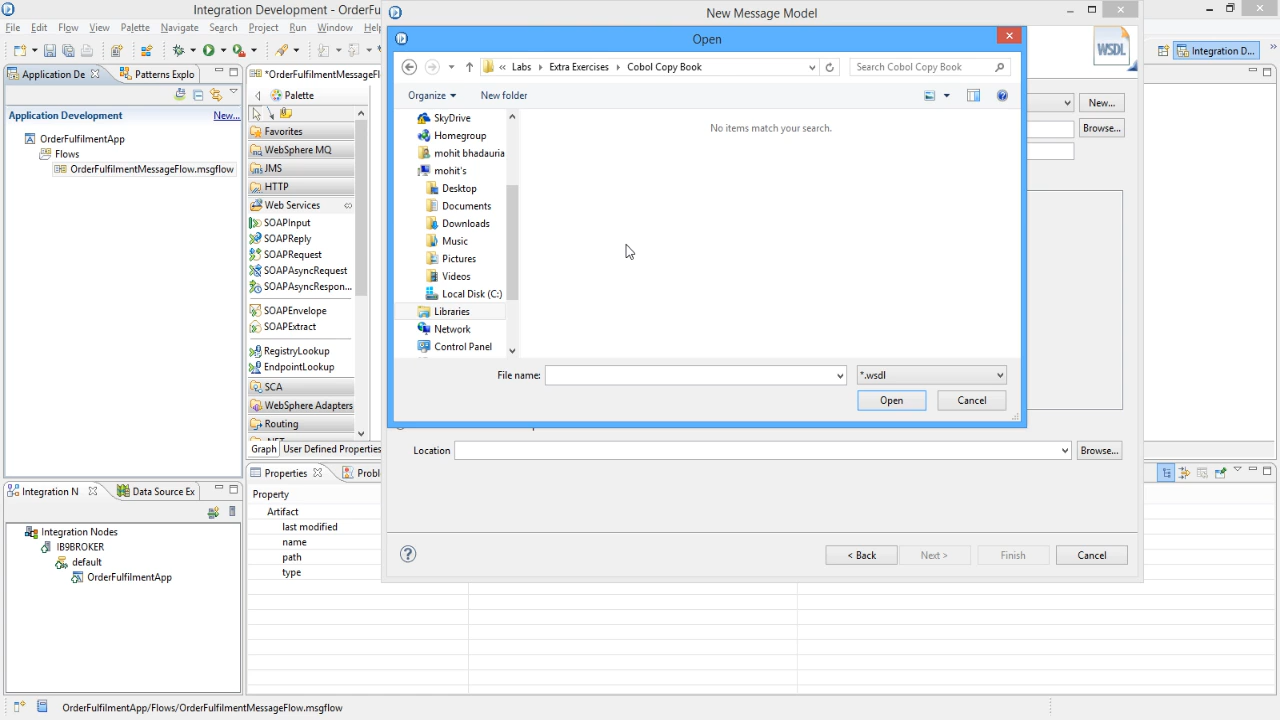 Integration Development - OrderFu
New Message Model
File Edit Flow View Palette Navigate Search Project Run Window
Open
WSDL
Integration D...
Labs Extra Exercises Cobol Copy Book
Search Cobol Copy Book
Application De
Patterns Explo
*OrderFulfilmentMessageFl
Palette
Organize
New folder
New...
Application Development
New...
Browse...
SkyDrive
Homegroup
mohit bhadauria
mohit's
Desktop
Documents
Downloads
Music
Pictures
Videos
Local Disk (C:)
Libraries
Network
Control Panel
No items match your search.
OrderFulfilmentApp
Flows
OrderFulfilmentMessageFlow.msgflow
Favorites
WebSphere MQ
JMS
HTTP
Web Services
SOAPInput
SOAPReply
SOAPRequest
SOAPAsyncRequest
SOAPAsyncRespon...
SOAPEnvelope
SOAPExtract
RegistryLookup
EndpointLookup
SCA
WebSphere Adapters
Routing
File name:
*.wsdl
Open
Cancel
Graph
User Defined Properties
Location
Browse...
Properties
Probl
Integration N
Data Source Ex
Property
Artifact
last modified
name
path
type
Integration Nodes
IB9BROKER
default
OrderFulfilmentApp
< Back
Next >
Finish
Cancel
OrderFulfilmentApp/Flows/OrderFulfilmentMessageFlow.msgflow